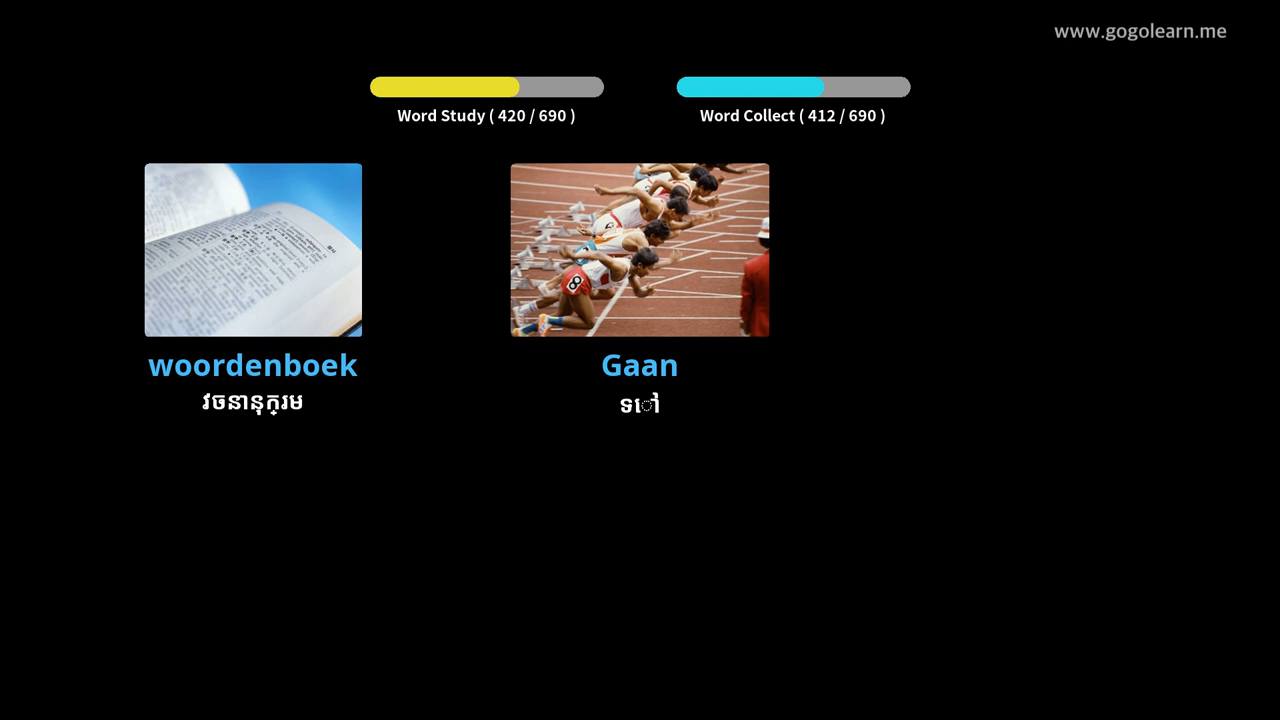 www.gogolearn.me
Word Study ( 420 / 690 )
Word Collect ( 412 / 690 )
woordenboek
វចនានុក្រម
Gaan
ទៅ
8